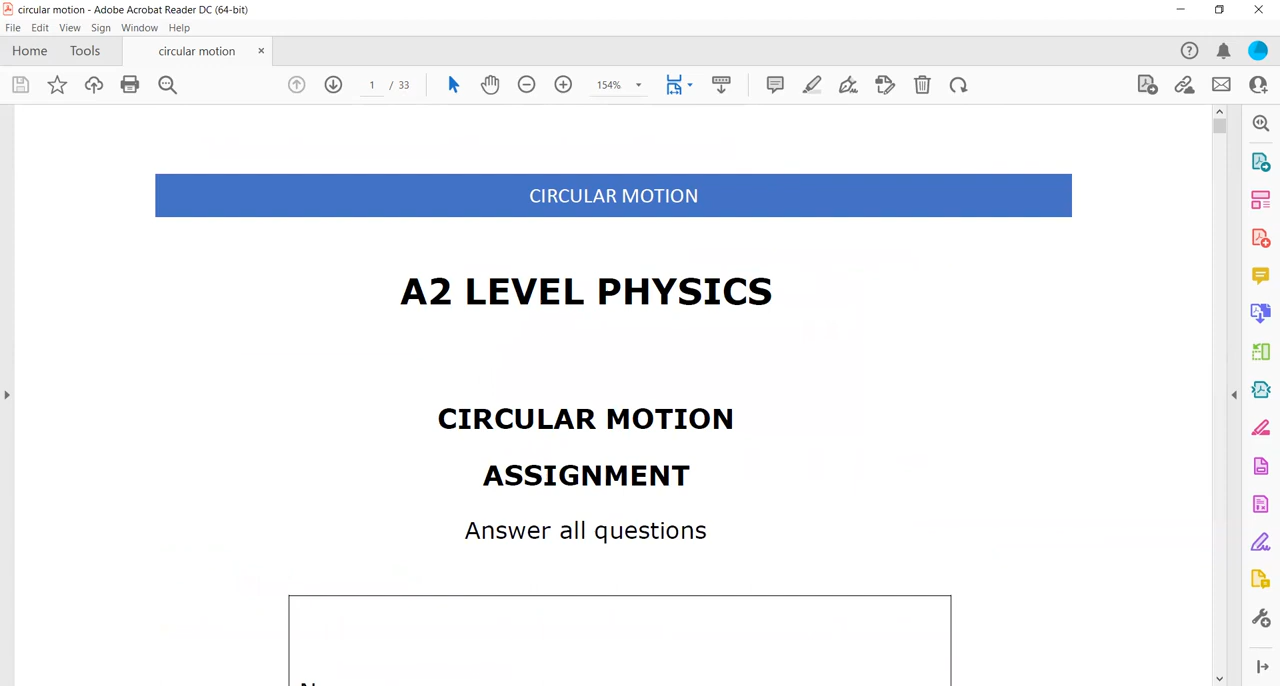 circular motion - Adobe Acrobat Reader DC (64-bit)
File Edit View Sign Window Help
Home Tools circular motion
1 / 33 154%
CIRCULAR MOTION
A2 LEVEL PHYSICS
CIRCULAR MOTION
ASSIGNMENT
Answer all questions